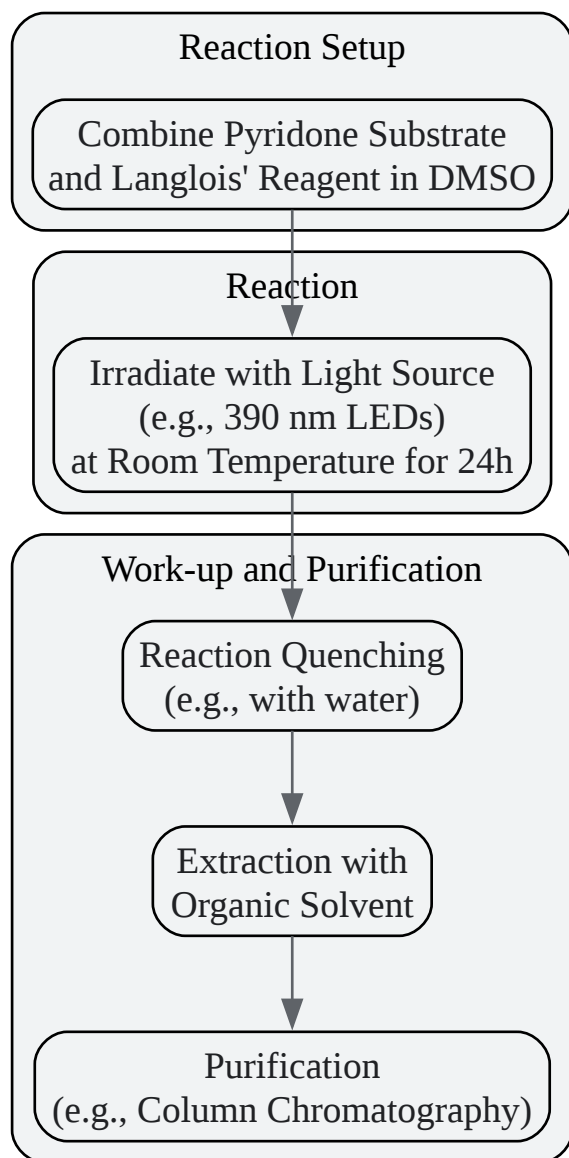 Reaction Setup
Combine Pyridone Substrate
and Langlois' Reagent in DMSO
Reaction
Irradiate with Light Source
(e.g., 390 nm LEDs)
at Room Temperature for 24h
Work-up and Purification
Reaction Quenching
(e.g., with water)
Extraction with
Organic Solvent
Purification
(e.g., Column Chromatography)